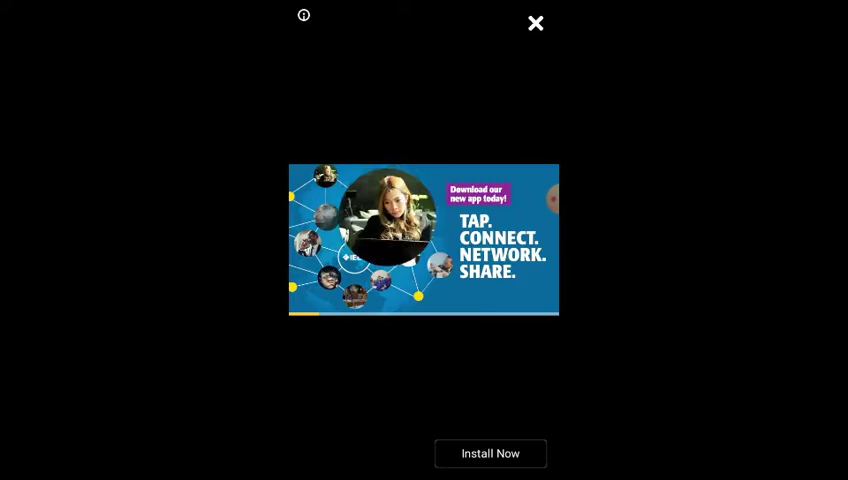 Download our
new app today!
TAP.
CONNECT.
NETWORK.
SHARE.
Install Now